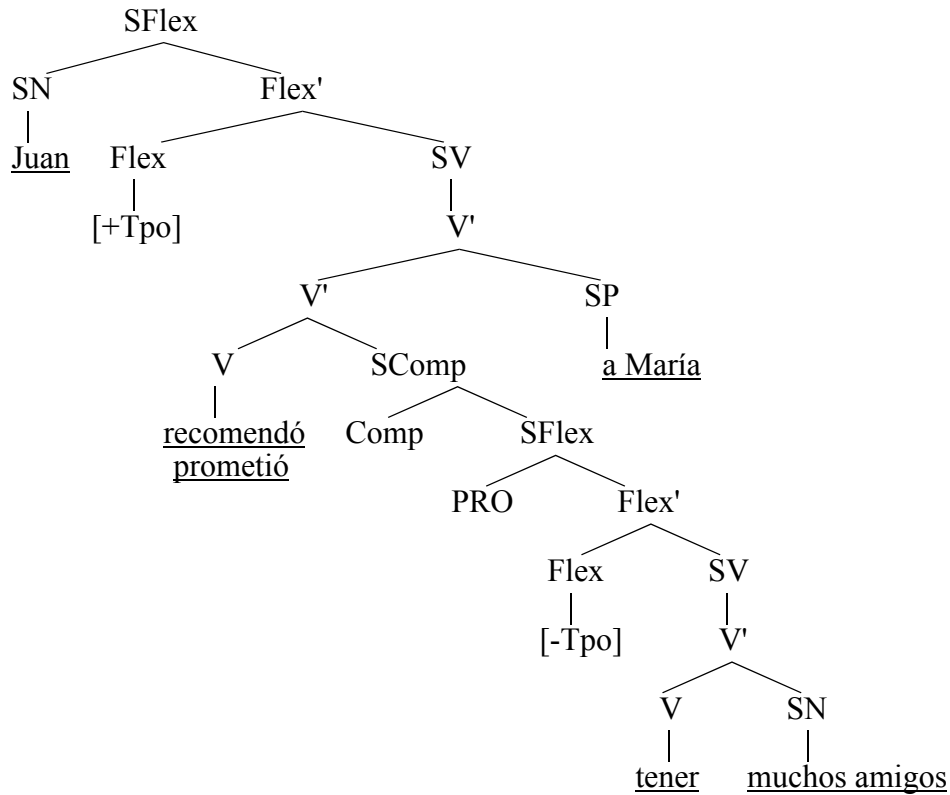 SFlex
SN Flex'
Juan Flex SV
[+Tpo] V'
V' SP
V SComp a María
recomendó Comp SFlex
prometió
PRO Flex'
Flex SV
[-Tpo] V'
V SN
tener muchos amigos